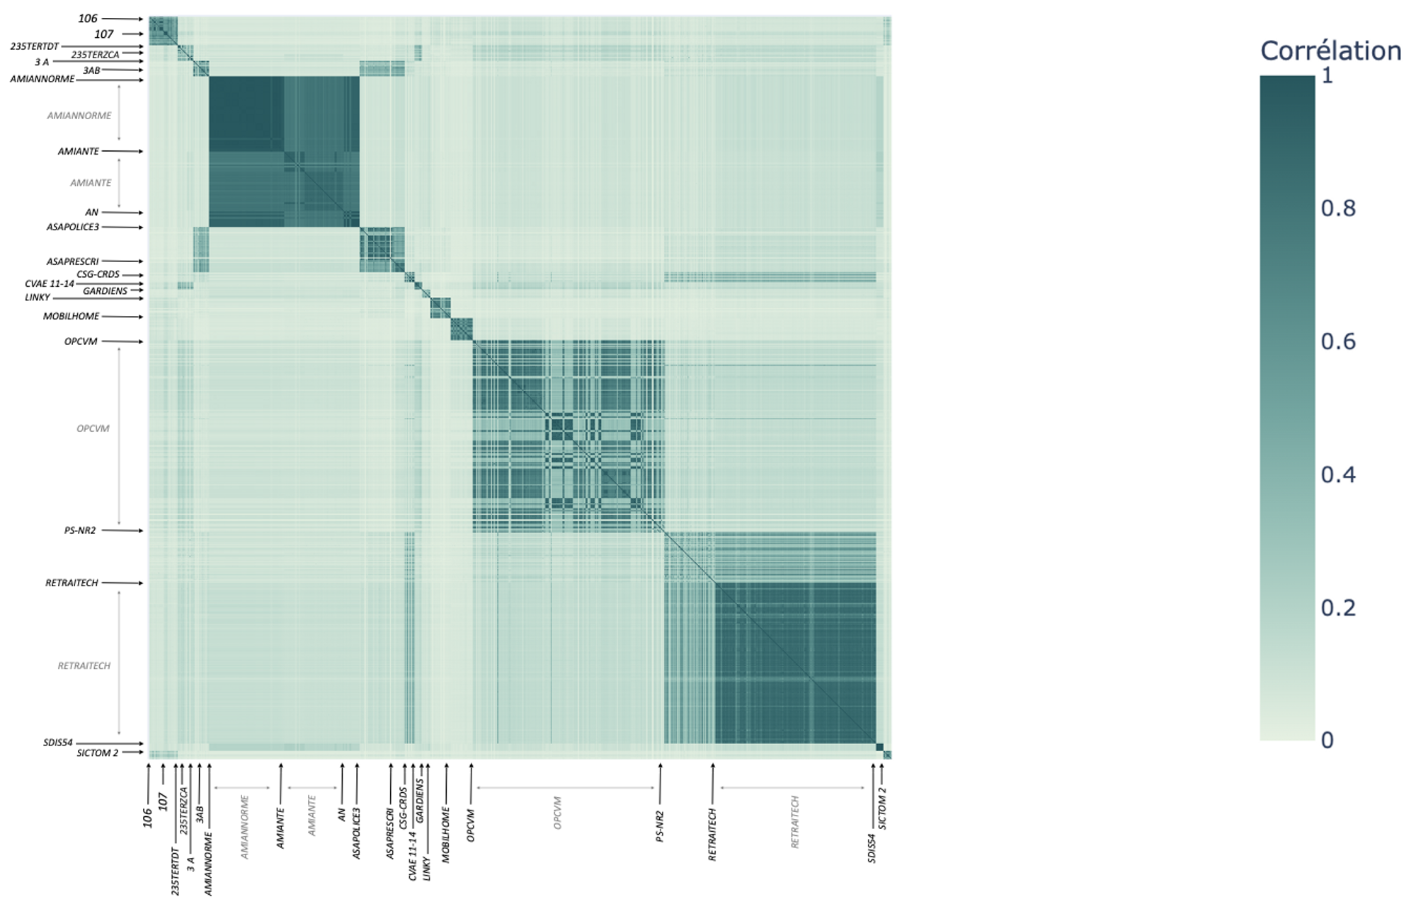 Corrélation
1
0.8
0.6
0.4
0.2
0
106
107
235TERTDT
235TERZCA
3 A
3AB
AMIANNORME
AMIANNORME
AMIANTE
AMIANTE
AN
ASAPOLICE3
ASAPRESCRI
CSG-CRDS
CVAE 11-14
GARDIENS
LINKY
MOBILHOME
OPCVM
OPCVM
PS-NR2
RETRAITECH
RETRAITECH
SDIS54
SICTOM 2
106
107
235TERTDT
235TERZCA
3 A
3AB
AMIANNORME
AMIANNORME
AMIANTE
AMIANTE
AN
ASAPOLICE3
ASAPRESCRI
CSG-CRDS
CVAE 11-14
GARDIENS
LINKY
MOBILHOME
OPCVM
OPCVM
PS-NR2
RETRAITECH
RETRAITECH
SDIS54
SICTOM 2